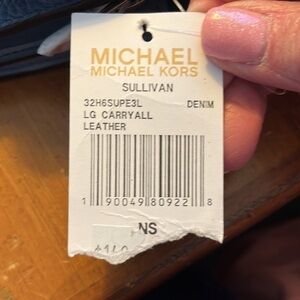 MICHAEL
MICHAEL KORS
SULLIVAN
32H6SUPE3L DENIM
LG CARRYALL
LEATHER
1 90049 80922 8
NS